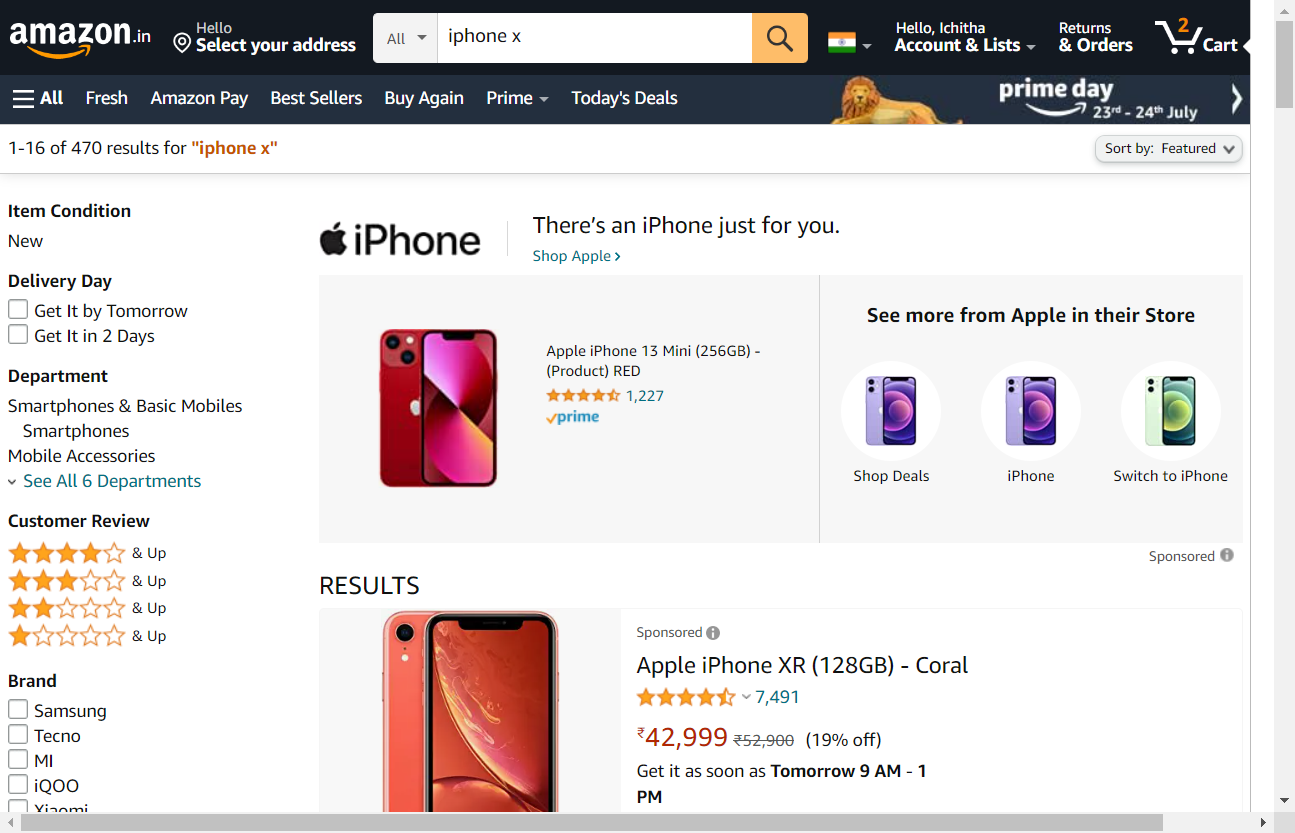 amazon.in
Hello
Select your address
All
iphone x
Hello, Ichitha
Account & Lists
Returns
& Orders
2
Cart
All
Fresh
Amazon Pay
Best Sellers
Buy Again
Prime
Today's Deals
prime day
23rd - 24th July
1-16 of 470 results for "iphone x"
Sort by: Featured
Item Condition
New
Delivery Day
Get It by Tomorrow
Get It in 2 Days
Department
Smartphones & Basic Mobiles
Smartphones
Mobile Accessories
See All 6 Departments
Customer Review
& Up
& Up
& Up
& Up
Brand
Samsung
Tecno
MI
iQOO
Xiaomi
iPhone
There’s an iPhone just for you.
Shop Apple ›
Apple iPhone 13 Mini (256GB) -
(Product) RED
1,227
prime
See more from Apple in their Store
Shop Deals
iPhone
Switch to iPhone
Sponsored
RESULTS
Sponsored
Apple iPhone XR (128GB) - Coral
7,491
₹42,999 ₹52,900 (19% off)
Get it as soon as Tomorrow 9 AM - 1
PM